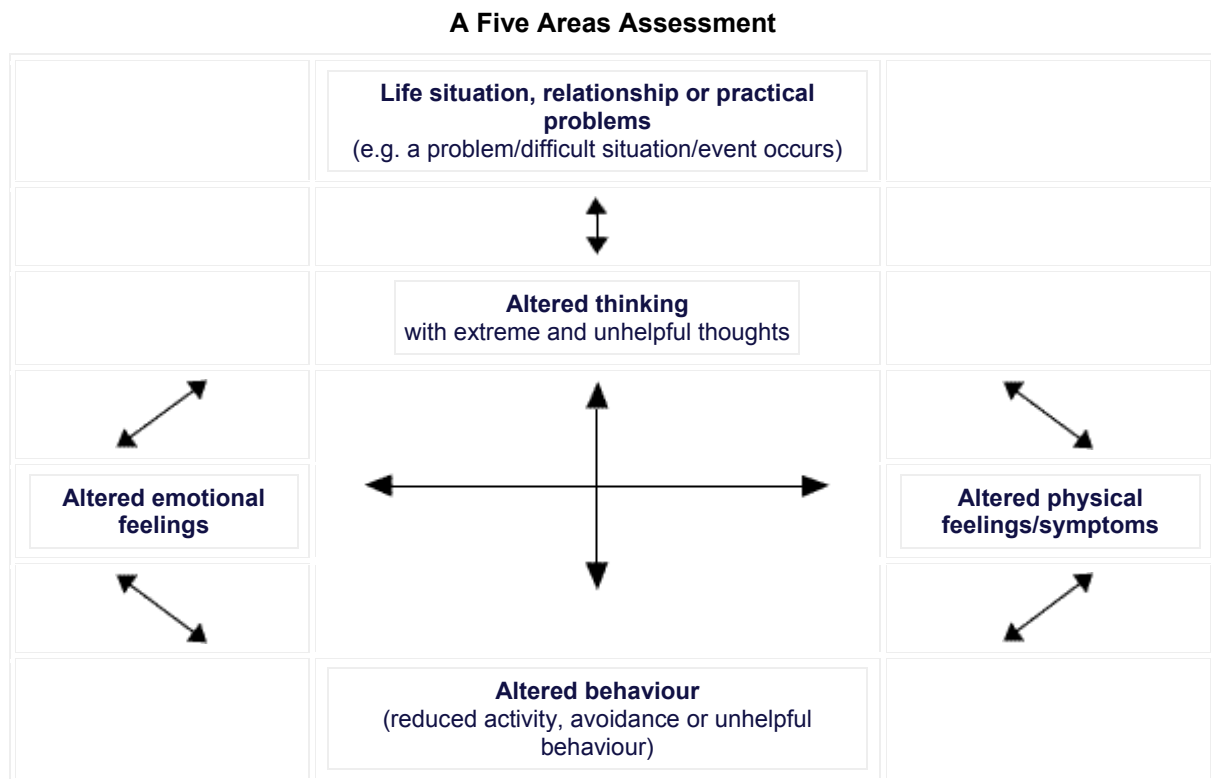 A Five Areas Assessment
Life situation, relationship or practical
problems
(e.g. a problem/difficult situation/event occurs)
Altered thinking
with extreme and unhelpful thoughts
Altered emotional
feelings
Altered physical
feelings/symptoms
Altered behaviour
(reduced activity, avoidance or unhelpful
behaviour)